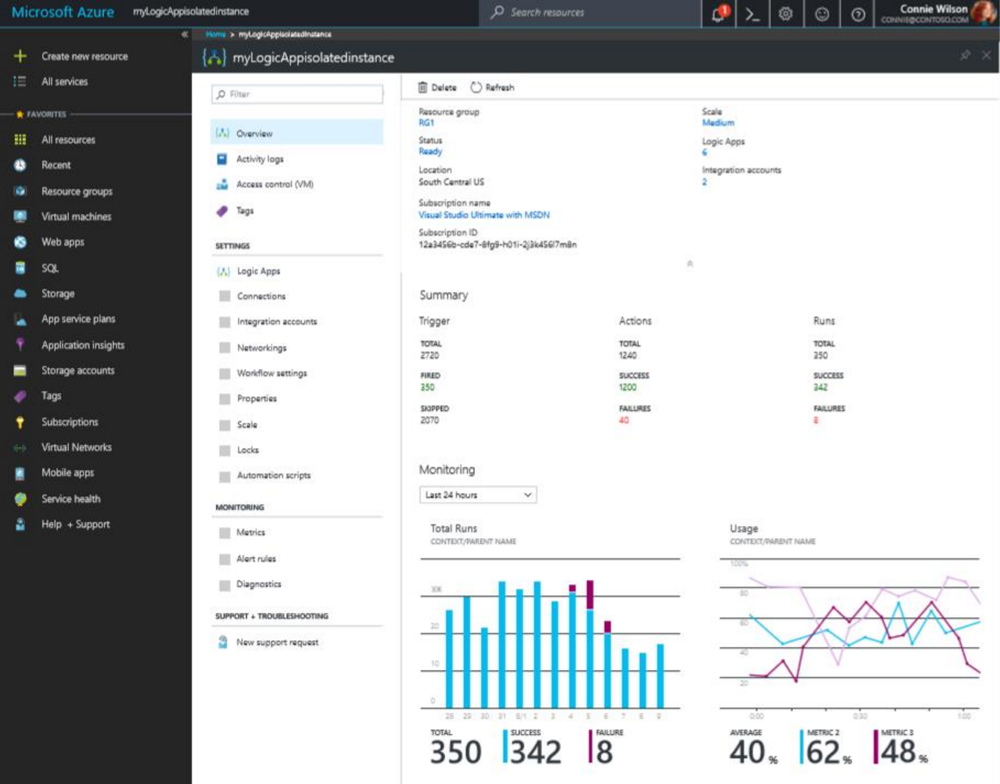 Microsoft Azure
myLogicAppisolatedinstance
Search resources
1
Connie Wilson
CONNIE@CONTOSO.COM
Home > myLogicAppisolatedinstance
myLogicAppisolatedinstance
Create new resource
All services
FAVORITES
All resources
Recent
Resource groups
Virtual machines
Web apps
SQL
Storage
App service plans
Application insights
Storage accounts
Tags
Subscriptions
Virtual Networks
Mobile apps
Service health
Help + Support
Filter
Overview
Activity logs
Access control (VM)
Tags
SETTINGS
Logic Apps
Connections
Integration accounts
Networkings
Workflow settings
Properties
Scale
Locks
Automation scripts
MONITORING
Metrics
Alert rules
Diagnostics
SUPPORT + TROUBLESHOOTING
New support request
Delete
Refresh
Resource group
RG1
Status
Ready
Location
South Central US
Subscription name
Visual Studio Ultimate with MSDN
Subscription ID
12a3456b-cde7-8fg9-h01i-2j3k456l7m8n
Scale
Medium
Logic Apps
6
Integration accounts
2
Summary
Trigger
TOTAL
2720
FIRED
350
SKIPPED
2070
Actions
TOTAL
1240
SUCCESS
1200
FAILURES
40
Runs
TOTAL
350
SUCCESS
342
FAILURES
8
Monitoring
Last 24 hours
Total Runs
CONTEXT/PARENT NAME
30K
20
10
0
28 29 30 31 8/1 2 3 4 5 6 7 8 9
TOTAL
350
SUCCESS
342
FAILURE
8
Usage
CONTEXT/PARENT NAME
100%
80
60
40
20
0:00 0:30 1:00
AVERAGE
40 %
METRIC 2
62 %
METRIC 3
48 %